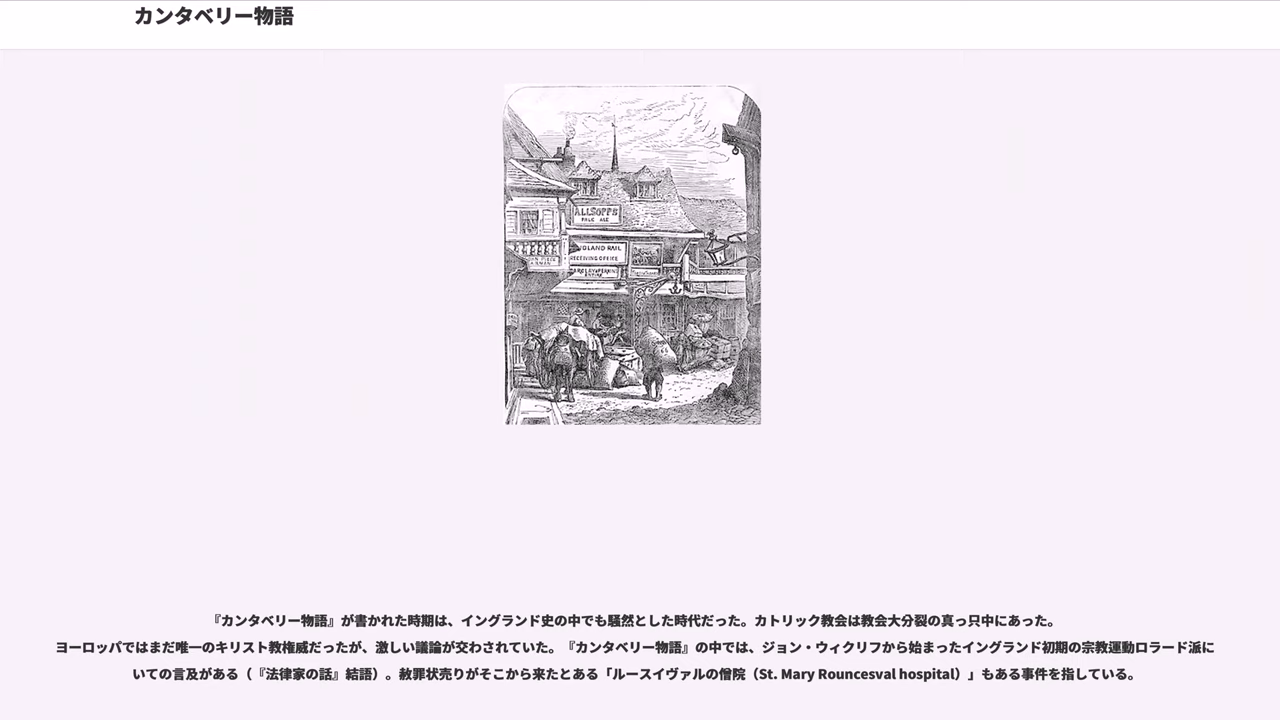 カンタベリー物語
ALLSOPP'S
PALE ALE
RAIL
RECEIVING OFFICE
『カンタベリー物語』が書かれた時期は、イングランド史の中でも騒然とした時代だった。カトリック教会は教会大分裂の真っ只中にあった。
ヨーロッパではまだ唯一のキリスト教権威だったが、激しい議論が交わされていた。『カンタベリー物語』の中では、ジョン・ウィクリフから始まったイングランド初期の宗教運動ロラード派に
いての言及がある（『法律家の話』結語）。赦罪状売りがそこから来たとある「ルースイヴァルの僧院（St. Mary Rouncesval hospital）」もある事件を指している。